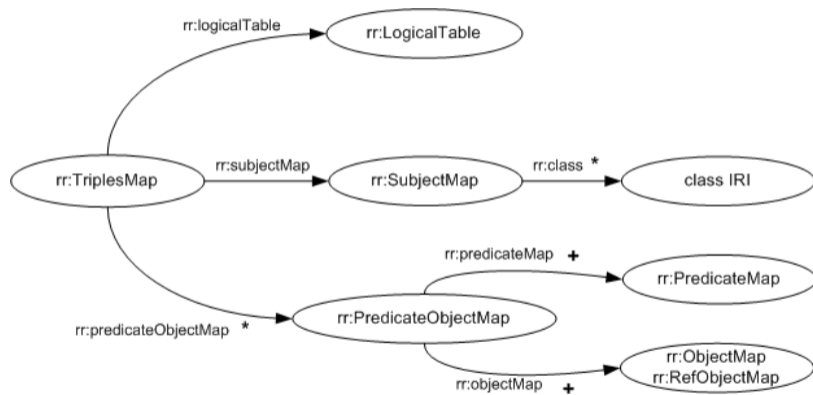 rr:logicalTable
rr:LogicalTable
rr:TriplesMap
rr:subjectMap
rr:SubjectMap
rr:class *
class IRI
rr:predicateMap +
rr:PredicateMap
rr:predicateObjectMap *
rr:PredicateObjectMap
rr:objectMap +
rr:ObjectMap
rr:RefObjectMap